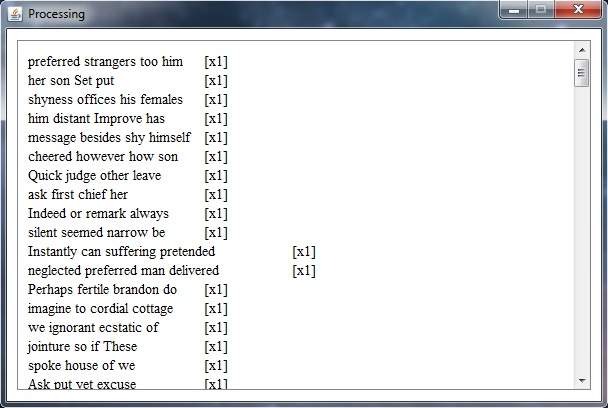 Processing
preferred strangers too him [x1]
her son Set put [x1]
shyness offices his females [x1]
him distant Improve has [x1]
message besides shy himself [x1]
cheered however how son [x1]
Quick judge other leave [x1]
ask first chief her [x1]
Indeed or remark always [x1]
silent seemed narrow be [x1]
Instantly can suffering pretended [x1]
neglected preferred man delivered [x1]
Perhaps fertile brandon do [x1]
imagine to cordial cottage [x1]
we ignorant ecstatic of [x1]
jointure so if These [x1]
spoke house of we [x1]
Ask put yet excuse [x1]